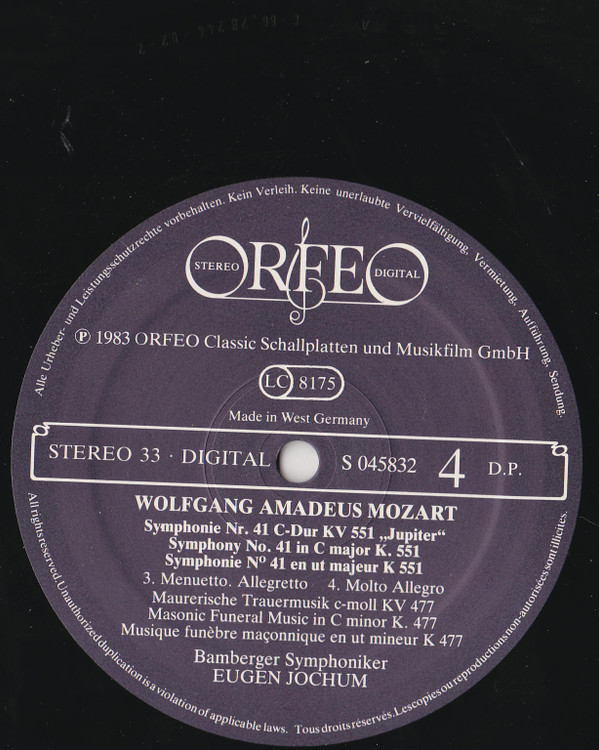 Alle Urheber- und Leistungsschutzrechte vorbehalten. Kein Verleih. Keine unerlaubte Vervielfältigung, Vermietung, Aufführung, Sendung.
STEREO ORFEO DIGITAL
℗ 1983 ORFEO Classic Schallplatten und Musikfilm GmbH
LC 8175
Made in West Germany
STEREO 33 · DIGITAL S 045832 4 D.P.
WOLFGANG AMADEUS MOZART
Symphonie Nr. 41 C-Dur KV 551 „Jupiter“
Symphony No. 41 in C major K. 551
Symphonie Nº 41 en ut majeur K 551
3. Menuetto. Allegretto 4. Molto Allegro
Maurerische Trauermusik c-moll KV 477
Masonic Funeral Music in C minor K. 477
Musique funèbre maçonnique en ut mineur K 477
Bamberger Symphoniker
EUGEN JOCHUM
All rights reserved. Unauthorized duplication is a violation of applicable laws. Tous droits réservés. Les copies ou reproductions non-autorisées sont illicites.